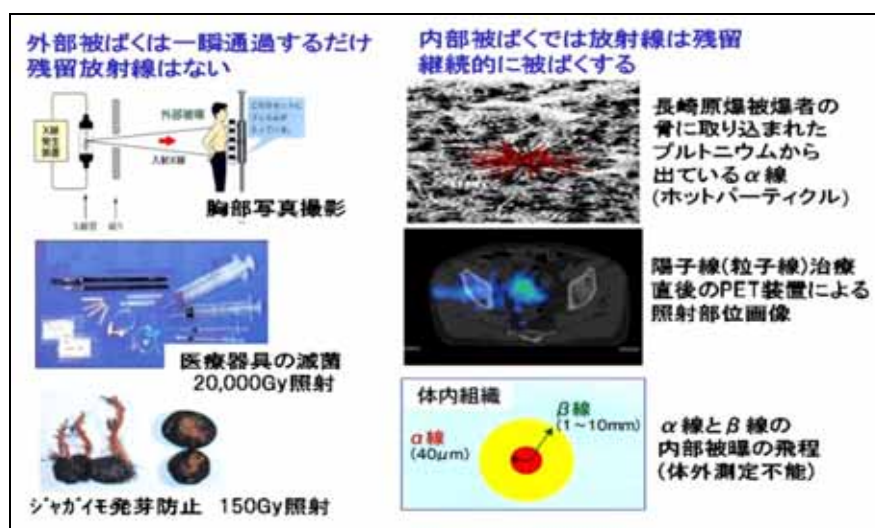 外部被ばくは一瞬通過するだけ
残留放射線はない
X線
発生
装置
外部被曝
入射X線
胸部写真撮影
医療器具の滅菌
20,000Gy照射
ジャガイモ発芽防止 150Gy照射
内部被ばくでは放射線は残留
継続的に被ばくする
長崎原爆被爆者の
骨に取り込まれた
プルトニウムから
出ているα線
(ホットパーティクル)
陽子線(粒子線)治療
直後のPET装置による
照射部位画像
体内組織
β線
(1~10mm)
α線
(40μm)
α線とβ線の
内部被曝の飛程
(体外測定不能)